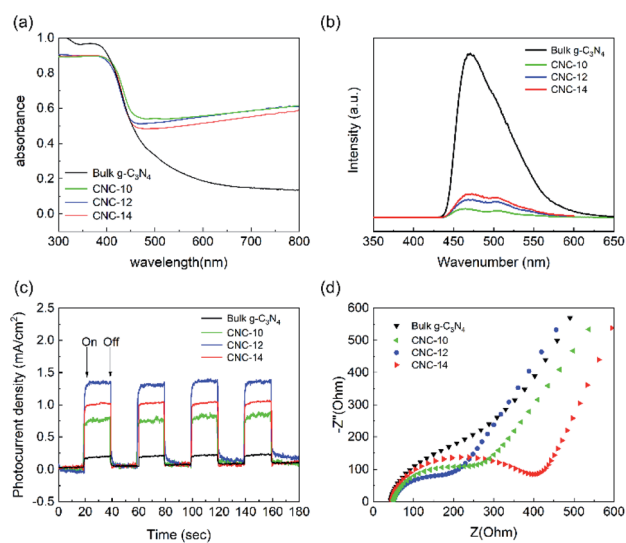 (a)
1.0
0.8
0.6
0.4
0.2
0.0
absorbance
Bulk g-C₃N₄
CNC-10
CNC-12
CNC-14
300 400 500 600 700 800
wavelength(nm)
(b)
Intensity (a.u.)
Bulk g-C₃N₄
CNC-10
CNC-12
CNC-14
350 400 450 500 550 600 650
Wavenumber (nm)
(c)
2.5
2.0
1.5
1.0
0.5
0.0
-0.5
Photocurrent density (mA/cm²)
On Off
Bulk g-C₃N₄
CNC-10
CNC-12
CNC-14
0 20 40 60 80 100 120 140 160 180
Time (sec)
(d)
600
500
400
300
200
100
0
-Z"(Ohm)
Bulk g-C₃N₄
CNC-10
CNC-12
CNC-14
0 100 200 300 400 500 600
Z(Ohm)